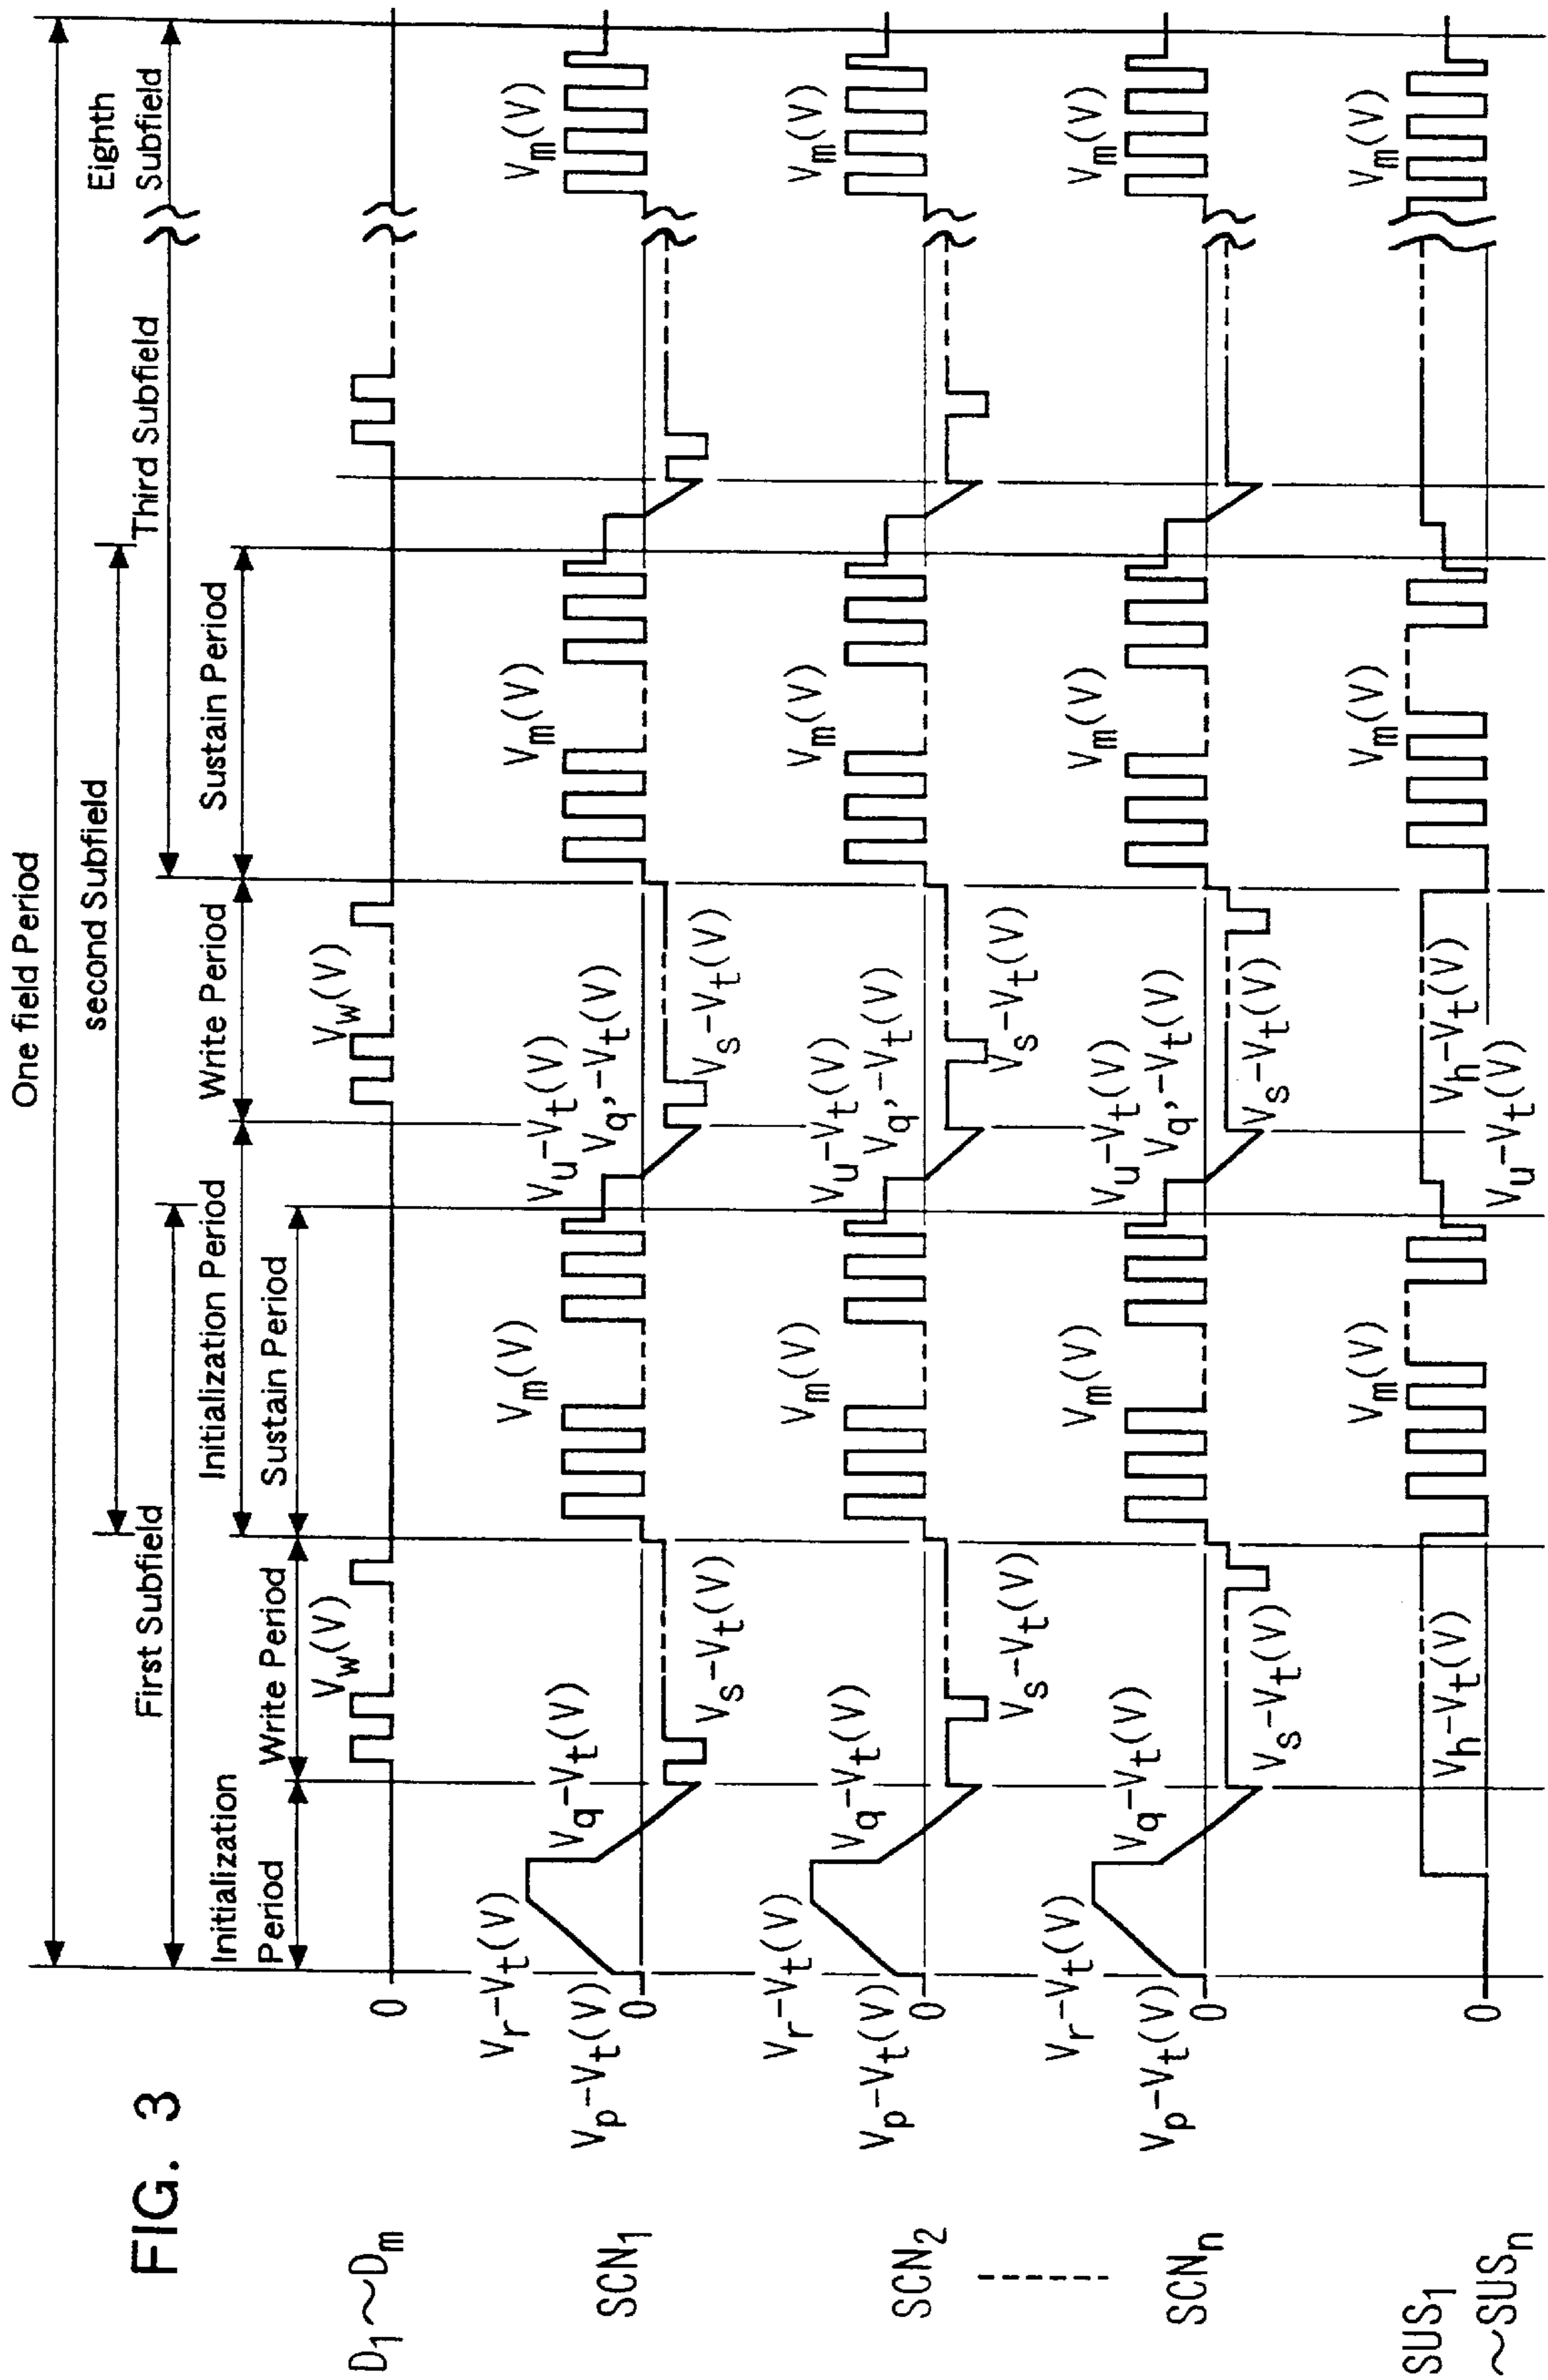 FIG. 3
One field Period
First Subfield
second Subfield
Third Subfield
Eighth
Subfield
Initialization
Period
Write Period
Sustain Period
Initialization Period
Write Period
Sustain Period
D1~Dm
0
Vw(V)
Vw(V)
SCN1
Vr-Vt(V)
Vp-Vt(V)
0
Vq-Vt(V)
Vs-Vt(V)
Vm(V)
Vu-Vt(V)
Vq'-Vt(V)
Vs-Vt(V)
Vm(V)
Vm(V)
SCN2
Vr-Vt(V)
Vp-Vt(V)
0
Vq-Vt(V)
Vs-Vt(V)
Vm(V)
Vu-Vt(V)
Vq'-Vt(V)
Vs-Vt(V)
Vm(V)
Vm(V)
SCNn
Vr-Vt(V)
Vp-Vt(V)
0
Vq-Vt(V)
Vs-Vt(V)
Vm(V)
Vu-Vt(V)
Vq'-Vt(V)
Vs-Vt(V)
Vm(V)
Vm(V)
SUS1
~SUSn
0
Vh-Vt(V)
Vm(V)
Vu-Vt(V)
Vh-Vt(V)
Vm(V)
Vm(V)